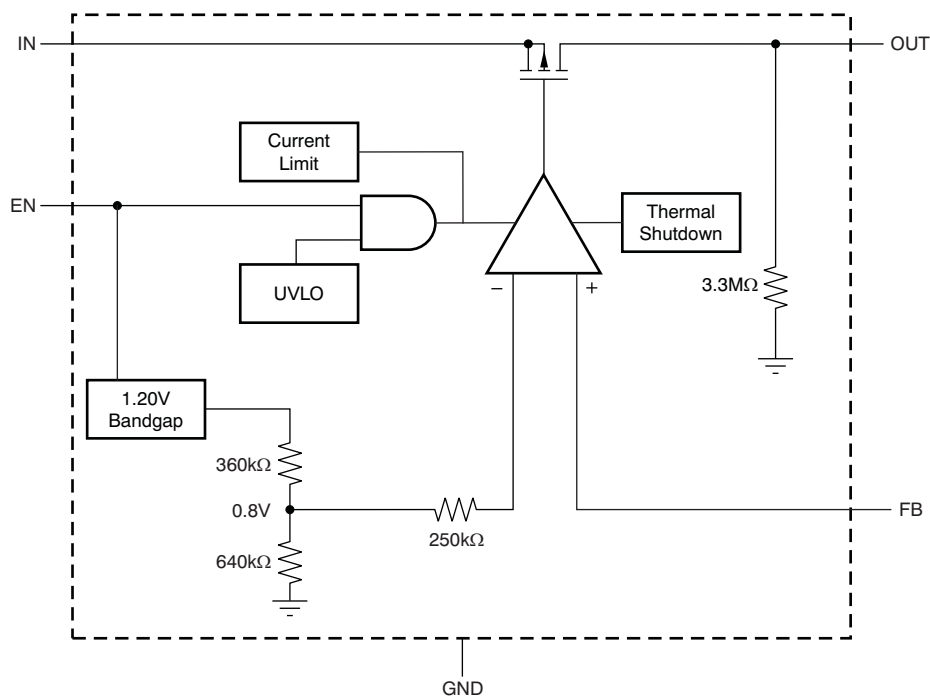 IN
OUT
Current
Limit
EN
Thermal
Shutdown
UVLO
−
+
3.3MΩ
1.20V
Bandgap
360kΩ
0.8V
FB
250kΩ
640kΩ
GND